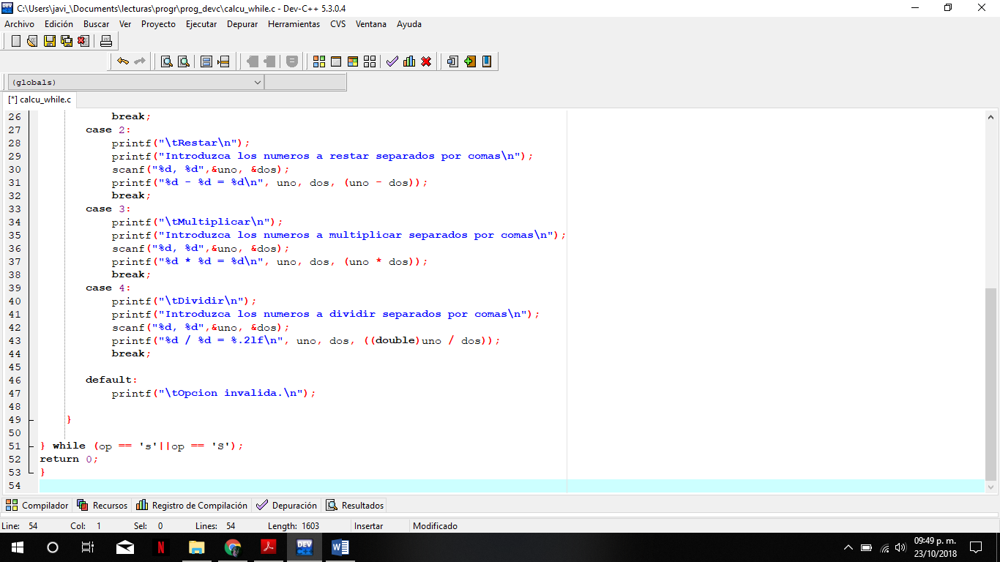 C:\Users\javi_\Documents\lecturas\progr\prog_devc\calcu_while.c - Dev-C++ 5.3.0.4
Archivo Edición Buscar Ver Proyecto Ejecutar Depurar Herramientas CVS Ventana Ayuda
(globals)
[*] calcu_while.c
26 break;
27 case 2:
28 printf("\tRestar\n");
29 printf("Introduzca los numeros a restar separados por comas\n");
30 scanf("%d, %d",&uno, &dos);
31 printf("%d - %d = %d\n", uno, dos, (uno - dos));
32 break;
33 case 3:
34 printf("\tMultiplicar\n");
35 printf("Introduzca los numeros a multiplicar separados por comas\n");
36 scanf("%d, %d",&uno, &dos);
37 printf("%d * %d = %d\n", uno, dos, (uno * dos));
38 break;
39 case 4:
40 printf("\tDividir\n");
41 printf("Introduzca los numeros a dividir separados por comas\n");
42 scanf("%d, %d",&uno, &dos);
43 printf("%d / %d = %.2lf\n", uno, dos, ((double)uno / dos));
44 break;
45
46 default:
47 printf("\tOpcion invalida.\n");
48
49 }
50
51 } while (op == 's'||op == 'S');
52 return 0;
53 }
54
Compilador Recursos Registro de Compilación Depuración Resultados
Line: 54 Col: 1 Sel: 0 Lines: 54 Length: 1603 Insertar Modificado
DEV
09:49 p. m.
23/10/2018